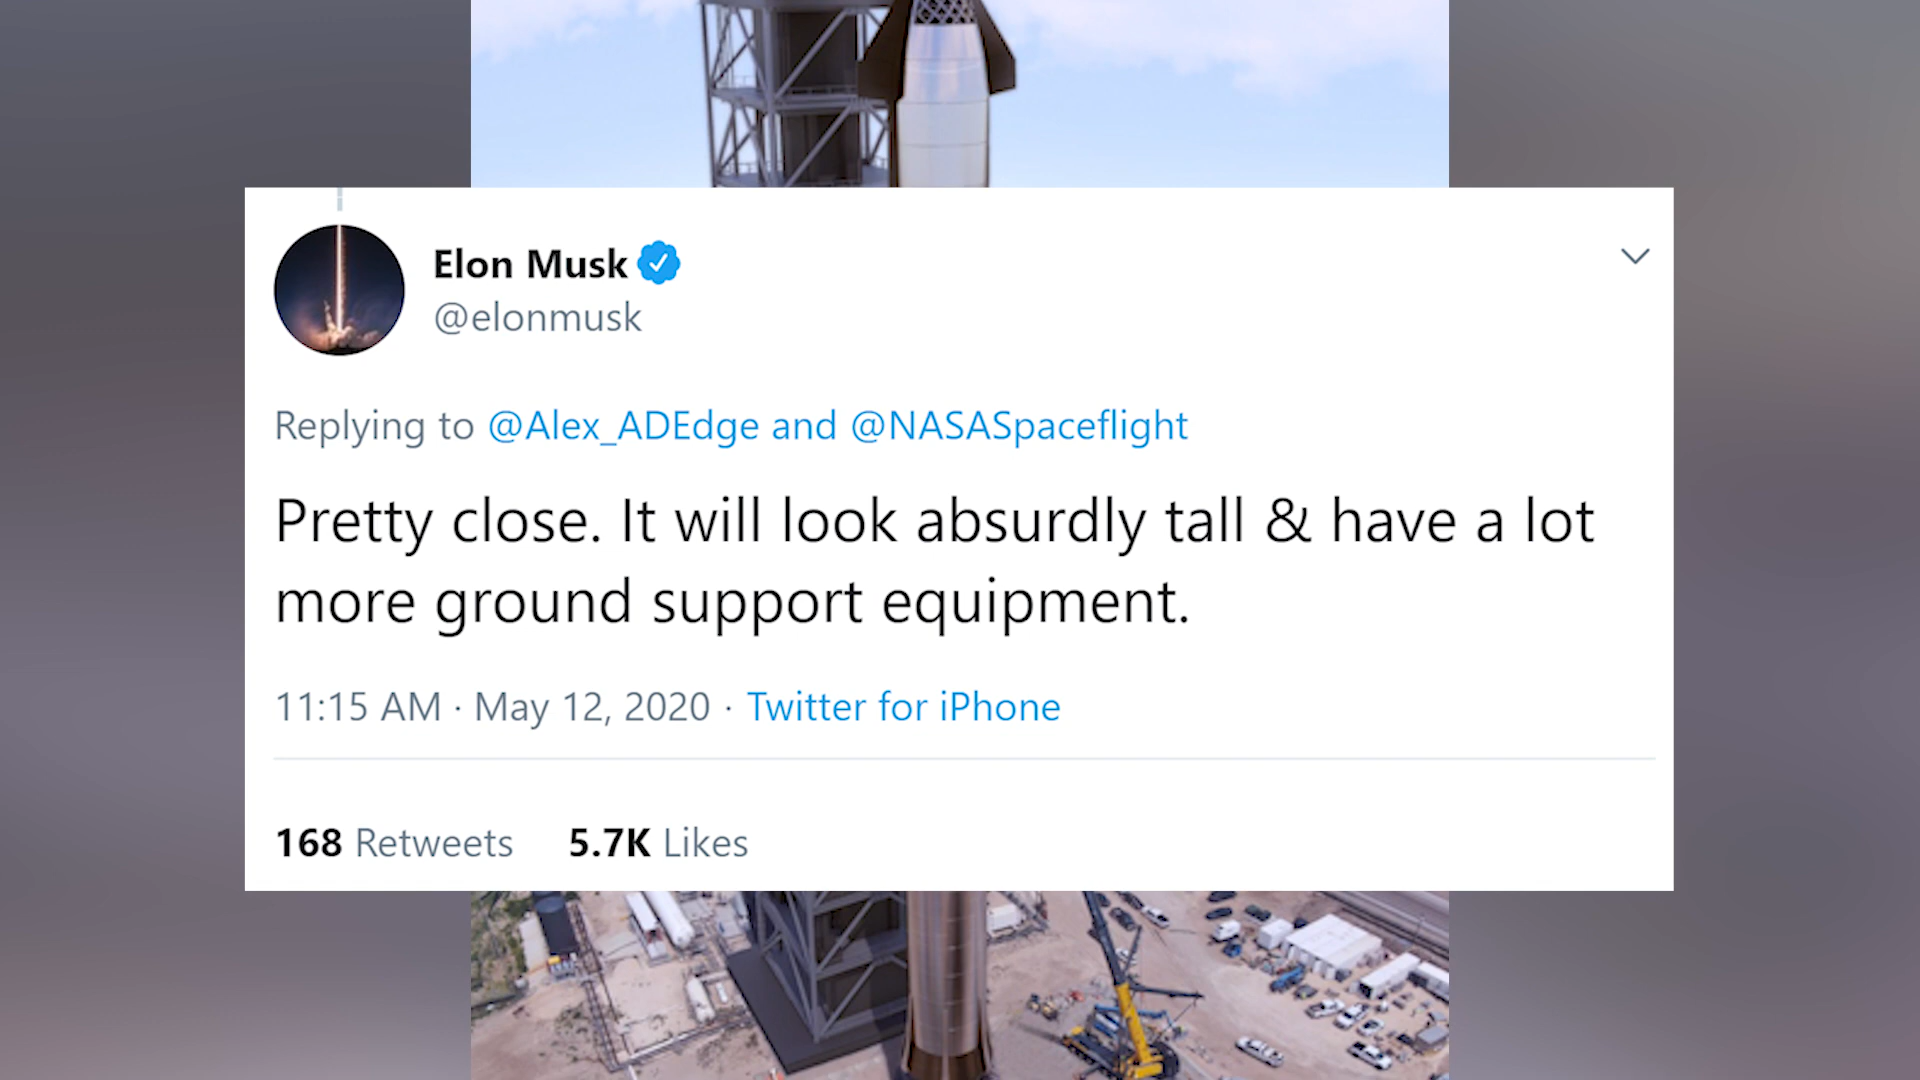 Elon Musk
@elonmusk
Replying to @Alex_ADEdge and @NASASpaceflight
Pretty close. It will look absurdly tall & have a lot
more ground support equipment.
11:15 AM · May 12, 2020 · Twitter for iPhone
168 Retweets 5.7K Likes